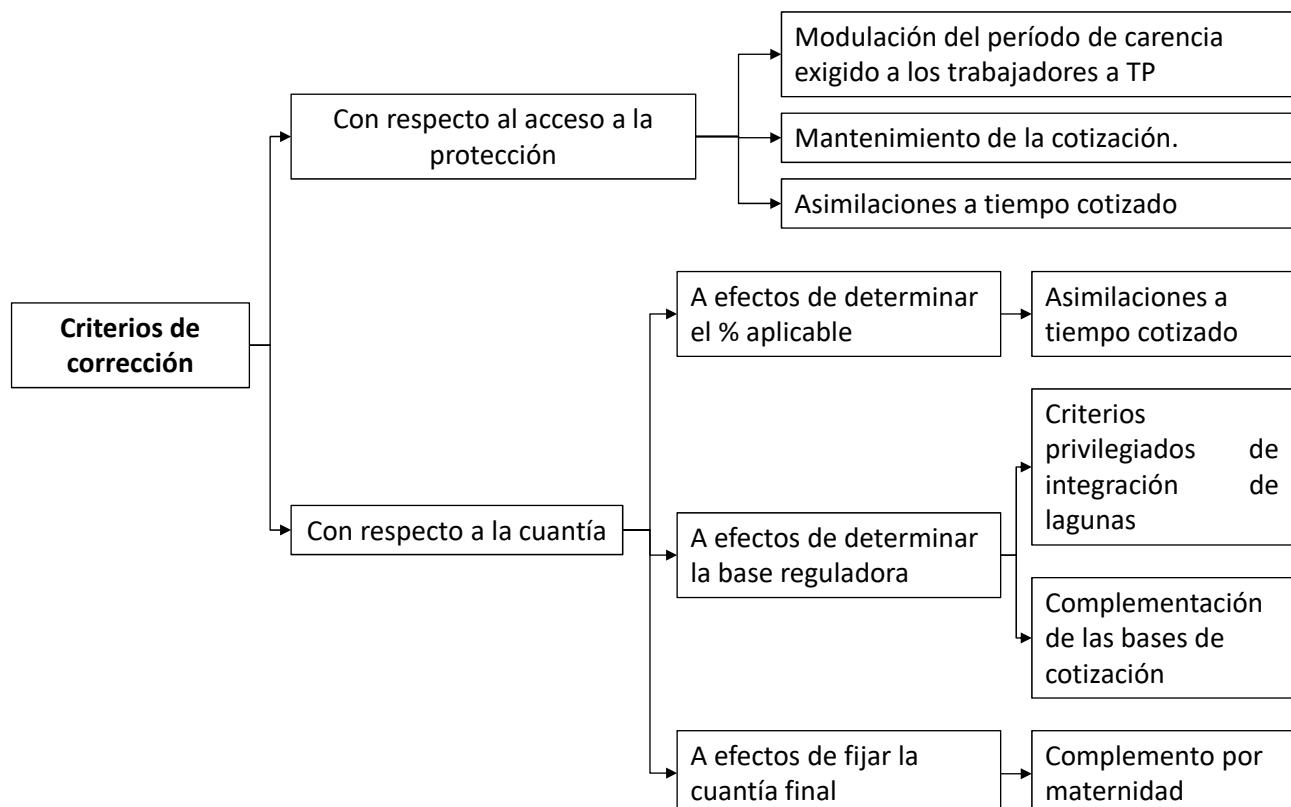 Modulación del período de carencia
exigido a los trabajadores a TP
Con respecto al acceso a la
protección
Mantenimiento de la cotización.
Asimilaciones a tiempo cotizado
Criterios de
corrección
A efectos de determinar
el % aplicable
Asimilaciones a
tiempo cotizado
Con respecto a la cuantía
A efectos de determinar
la base reguladora
Criterios
privilegiados de
integración de
lagunas
Complementación
de las bases de
cotización
A efectos de fijar la
cuantía final
Complemento por
maternidad